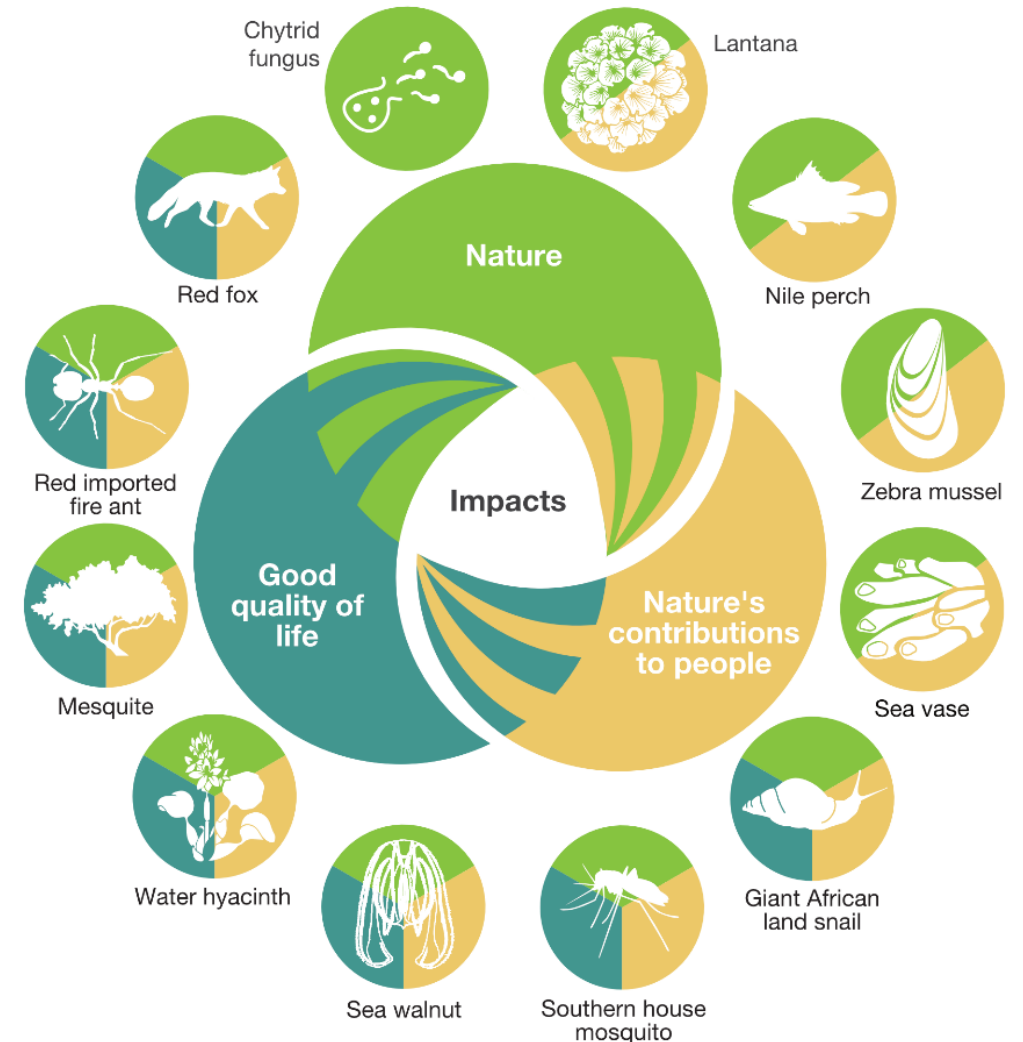 Chytrid
fungus
Lantana
Red fox
Nature
Nile perch
Red imported
fire ant
Impacts
Zebra mussel
Good
quality of
life
Nature's
contributions
to people
Mesquite
Sea vase
Water hyacinth
Giant African
land snail
Sea walnut
Southern house
mosquito